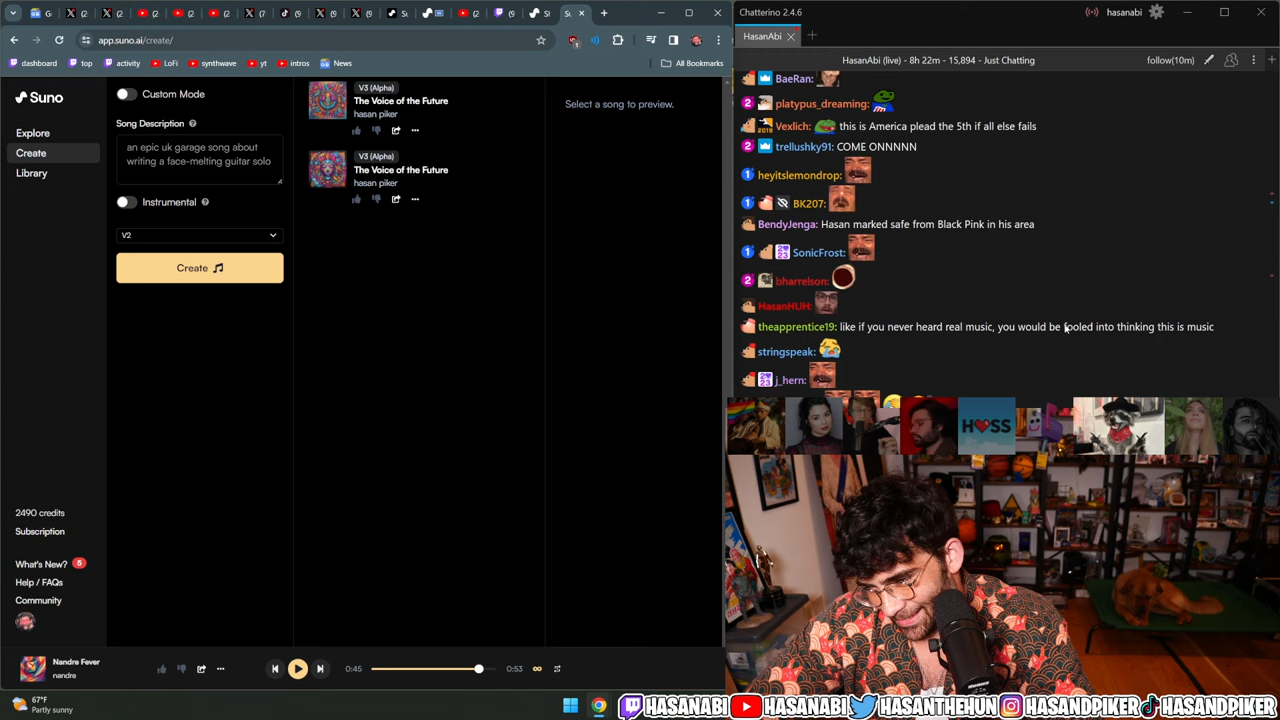 app.suno.ai/create/
dashboard
top
activity
LoFi
synthwave
yt
intros
News
All Bookmarks
Suno
Explore
Create
Library
2490 credits
Subscription
What's New? 5
Help / FAQs
Community
Custom Mode
Song Description
an epic uk garage song about
writing a face-melting guitar solo
Instrumental
V2
Create
V3 (Alpha)
The Voice of the Future
hasan piker
V3 (Alpha)
The Voice of the Future
hasan piker
Select a song to preview.
Nandre Fever
nandre
0:45
0:53
67°F
Partly sunny
Chatterino 2.4.6
hasanabi
HasanAbi
HasanAbi (live) - 8h 22m - 15,894 - Just Chatting
follow(10m)
BaeRan:
2 platypus_dreaming:
2019 Vexlich: this is America plead the 5th if all else fails
2 trellushky91: COME ONNNNN
1 heyitslemondrop:
1 BK207:
BendyJenga: Hasan marked safe from Black Pink in his area
1 SonicFrost:
2 bharrelson:
HasanHUH:
theapprentice19: like if you never heard real music, you would be fooled into thinking this is music
stringspeak:
j_hern:
H SS
HASANABI HASANABI HASANTHEHUN HASANDPIKER HASANDPIKER